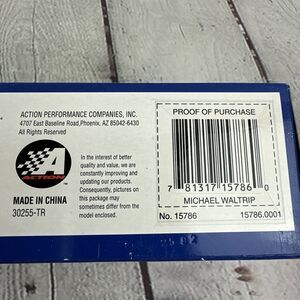 ACTION PERFORMANCE COMPANIES, INC.
4707 East Baseline Road,Phoenix, AZ 85042-6430
All Rights Reserved
A
ACTION
In the interest of better
quality and value, we are
constantly improving and
updating our products.
Consequently, pictures on
this package may
sometimes differ from the
model enclosed.
MADE IN CHINA
30255-TR
PROOF OF PURCHASE
7 81317 15786 0
MICHAEL WALTRIP
No. 15786 15786.0001